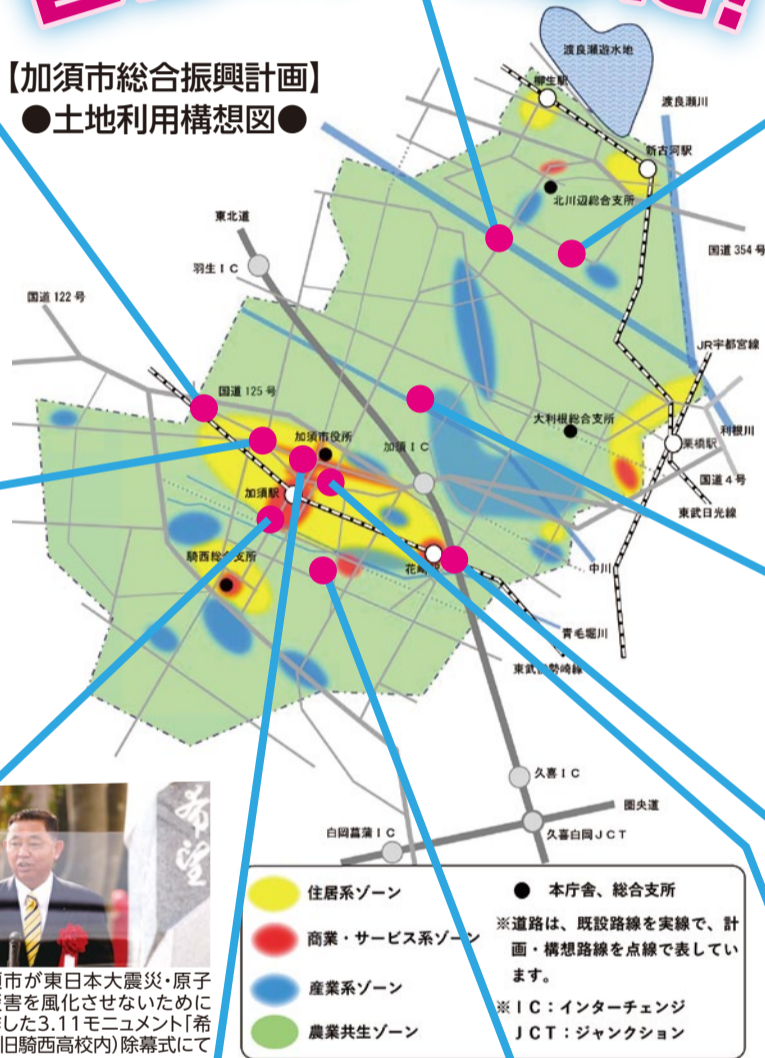 【加須市総合振興計画】
●土地利用構想図●
渡良瀬遊水地
柳生駅
渡良瀬川
新古河駅
北川辺総合支所
東北道
国道354号
羽生IC
国道122号
JR宇都宮線
国道125号
大利根総合支所
利根川
加須市役所
加須IC
栗橋駅
国道4号
加須駅
東武日光線
騎西総合支所
中川
青毛堀川
久喜IC
圏央道
白岡菖蒲IC
久喜白岡JCT
希望
住居系ゾーン
商業・サービス系ゾーン
産業系ゾーン
農業共生ゾーン
● 本庁舎、総合支所
※道路は、既設路線を実線で、計
画・構想路線を点線で表してい
ます。
※IC：インターチェンジ
JCT：ジャンクション
市が東日本大震災・原子
害を風化させないために
した3.11モニュメント「希
旧騎西高校内）除幕式にて